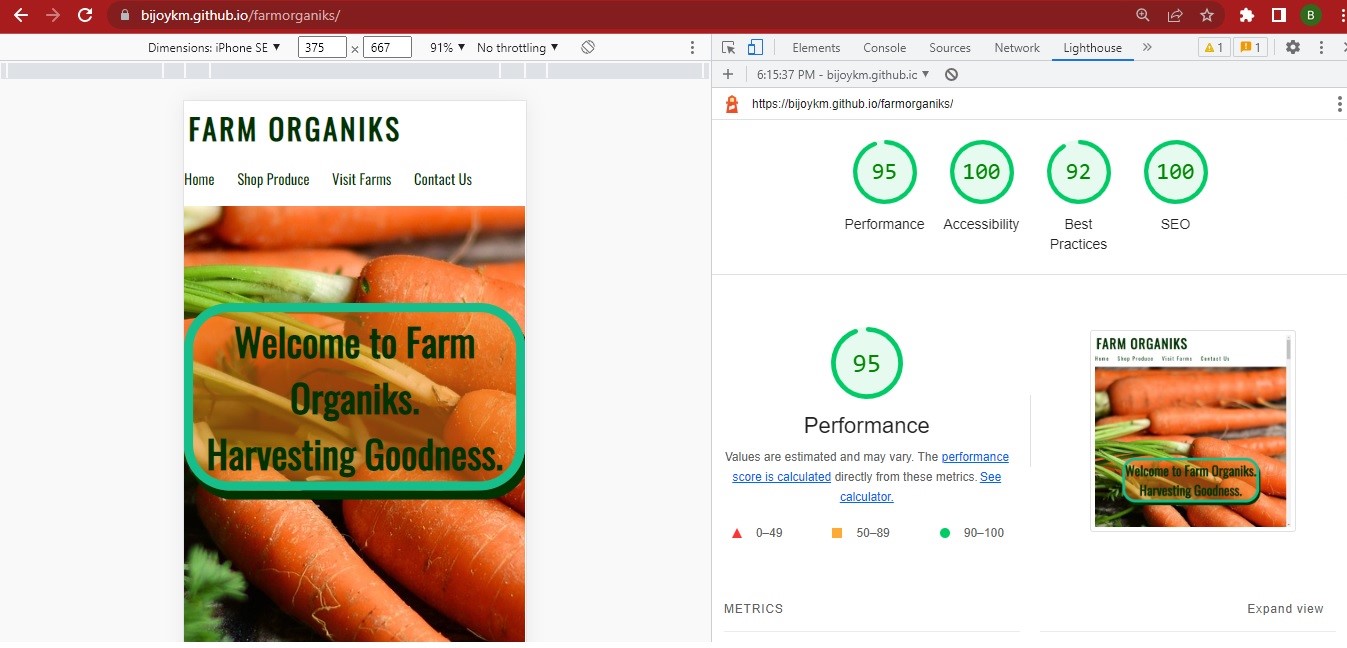 bijoykm.github.io/farmorganiks/
B
Dimensions: iPhone SE ▼ 375 × 667 91% ▼ No throttling ▼
Elements Console Sources Network Lighthouse » 1 1
+ 6:15:37 PM - bijoykm.github.ic ▼
https://bijoykm.github.io/farmorganiks/
FARM ORGANIKS
Home Shop Produce Visit Farms Contact Us
Welcome to Farm
Organiks.
Harvesting Goodness.
95 100 92 100
Performance Accessibility Best
Practices SEO
95
Performance
Values are estimated and may vary. The performance
score is calculated directly from these metrics. See
calculator.
0–49 50–89 90–100
FARM ORGANIKS
Home Shop Produce Visit Farms Contact Us
Welcome to Farm Organiks.
Harvesting Goodness.
METRICS Expand view